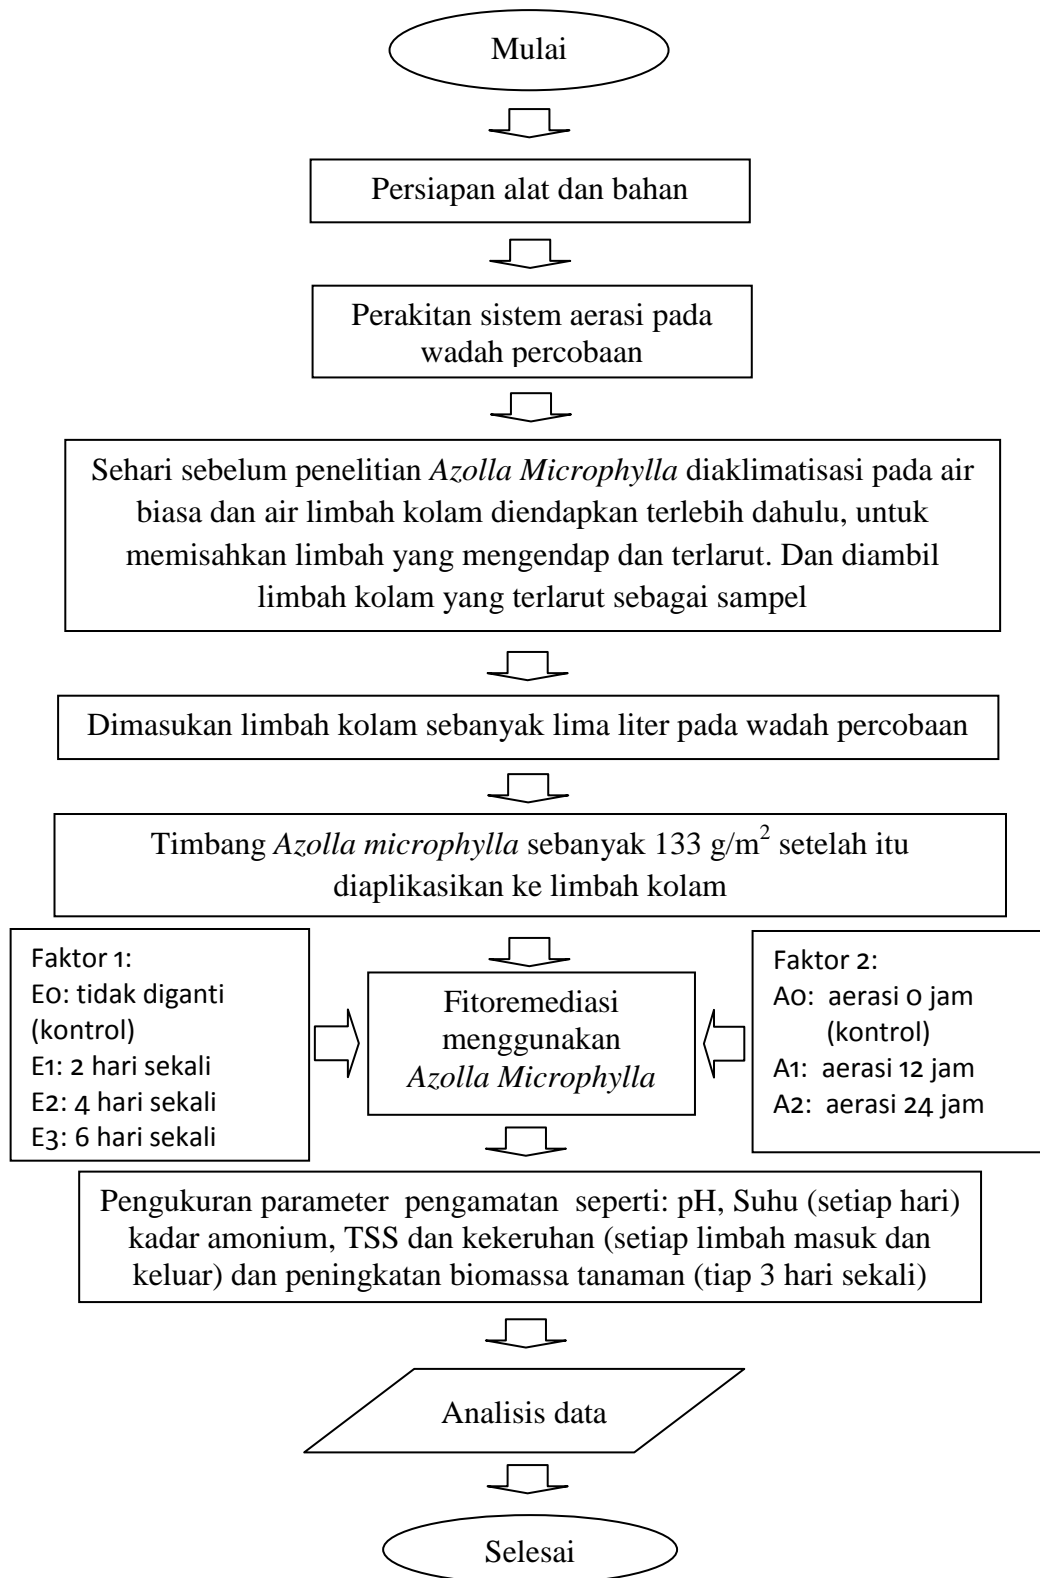 Mulai
Persiapan alat dan bahan
Perakitan sistem aerasi pada
wadah percobaan
Sehari sebelum penelitian Azolla Microphylla diaklimatisasi pada air
biasa dan air limbah kolam diendapkan terlebih dahulu, untuk
memisahkan limbah yang mengendap dan terlarut. Dan diambil
limbah kolam yang terlarut sebagai sampel
Dimasukan limbah kolam sebanyak lima liter pada wadah percobaan
Timbang Azolla microphylla sebanyak 133 g/m² setelah itu
diaplikasikan ke limbah kolam
Faktor 1:
E0: tidak diganti
(kontrol)
E1: 2 hari sekali
E2: 4 hari sekali
E3: 6 hari sekali
Fitoremediasi
menggunakan
Azolla Microphylla
Faktor 2:
A0: aerasi 0 jam
(kontrol)
A1: aerasi 12 jam
A2: aerasi 24 jam
Pengukuran parameter pengamatan seperti: pH, Suhu (setiap hari)
kadar amonium, TSS dan kekeruhan (setiap limbah masuk dan
keluar) dan peningkatan biomassa tanaman (tiap 3 hari sekali)
Analisis data
Selesai